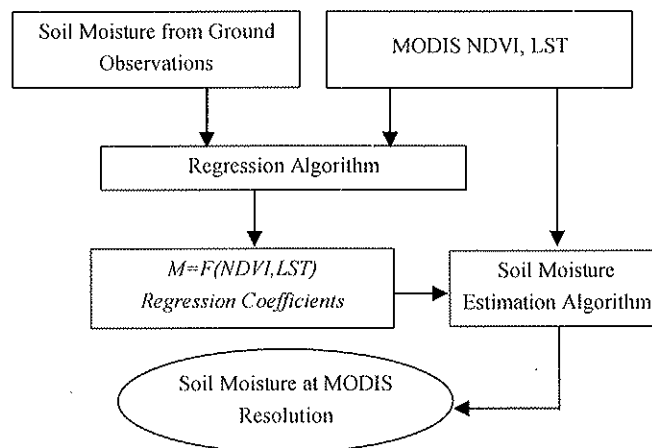 Soil Moisture from Ground
Observations
MODIS NDVI, LST
Regression Algorithm
M=F(NDVI,LST)
Regression Coefficients
Soil Moisture
Estimation Algorithm
Soil Moisture at MODIS
Resolution